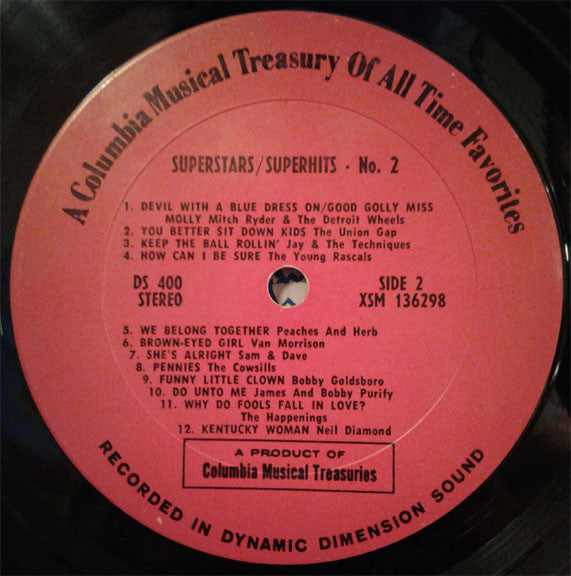 A Columbia Musical Treasury Of All Time Favorites
SUPERSTARS/SUPERHITS - No. 2
1. DEVIL WITH A BLUE DRESS ON/GOOD GOLLY MISS
MOLLY Mitch Ryder & The Detroit Wheels
2. YOU BETTER SIT DOWN KIDS The Union Gap
3. KEEP THE BALL ROLLIN' Jay & The Techniques
4. HOW CAN I BE SURE The Young Rascals
DS 400 SIDE 2
STEREO XSM 136298
5. WE BELONG TOGETHER Peaches And Herb
6. BROWN-EYED GIRL Van Morrison
7. SHE'S ALRIGHT Sam & Dave
8. PENNIES The Cowsills
9. FUNNY LITTLE CLOWN Bobby Goldsboro
10. DO UNTO ME James And Bobby Purify
11. WHY DO FOOLS FALL IN LOVE?
The Happenings
12. KENTUCKY WOMAN Neil Diamond
A PRODUCT OF
Columbia Musical Treasuries
RECORDED IN DYNAMIC DIMENSION SOUND